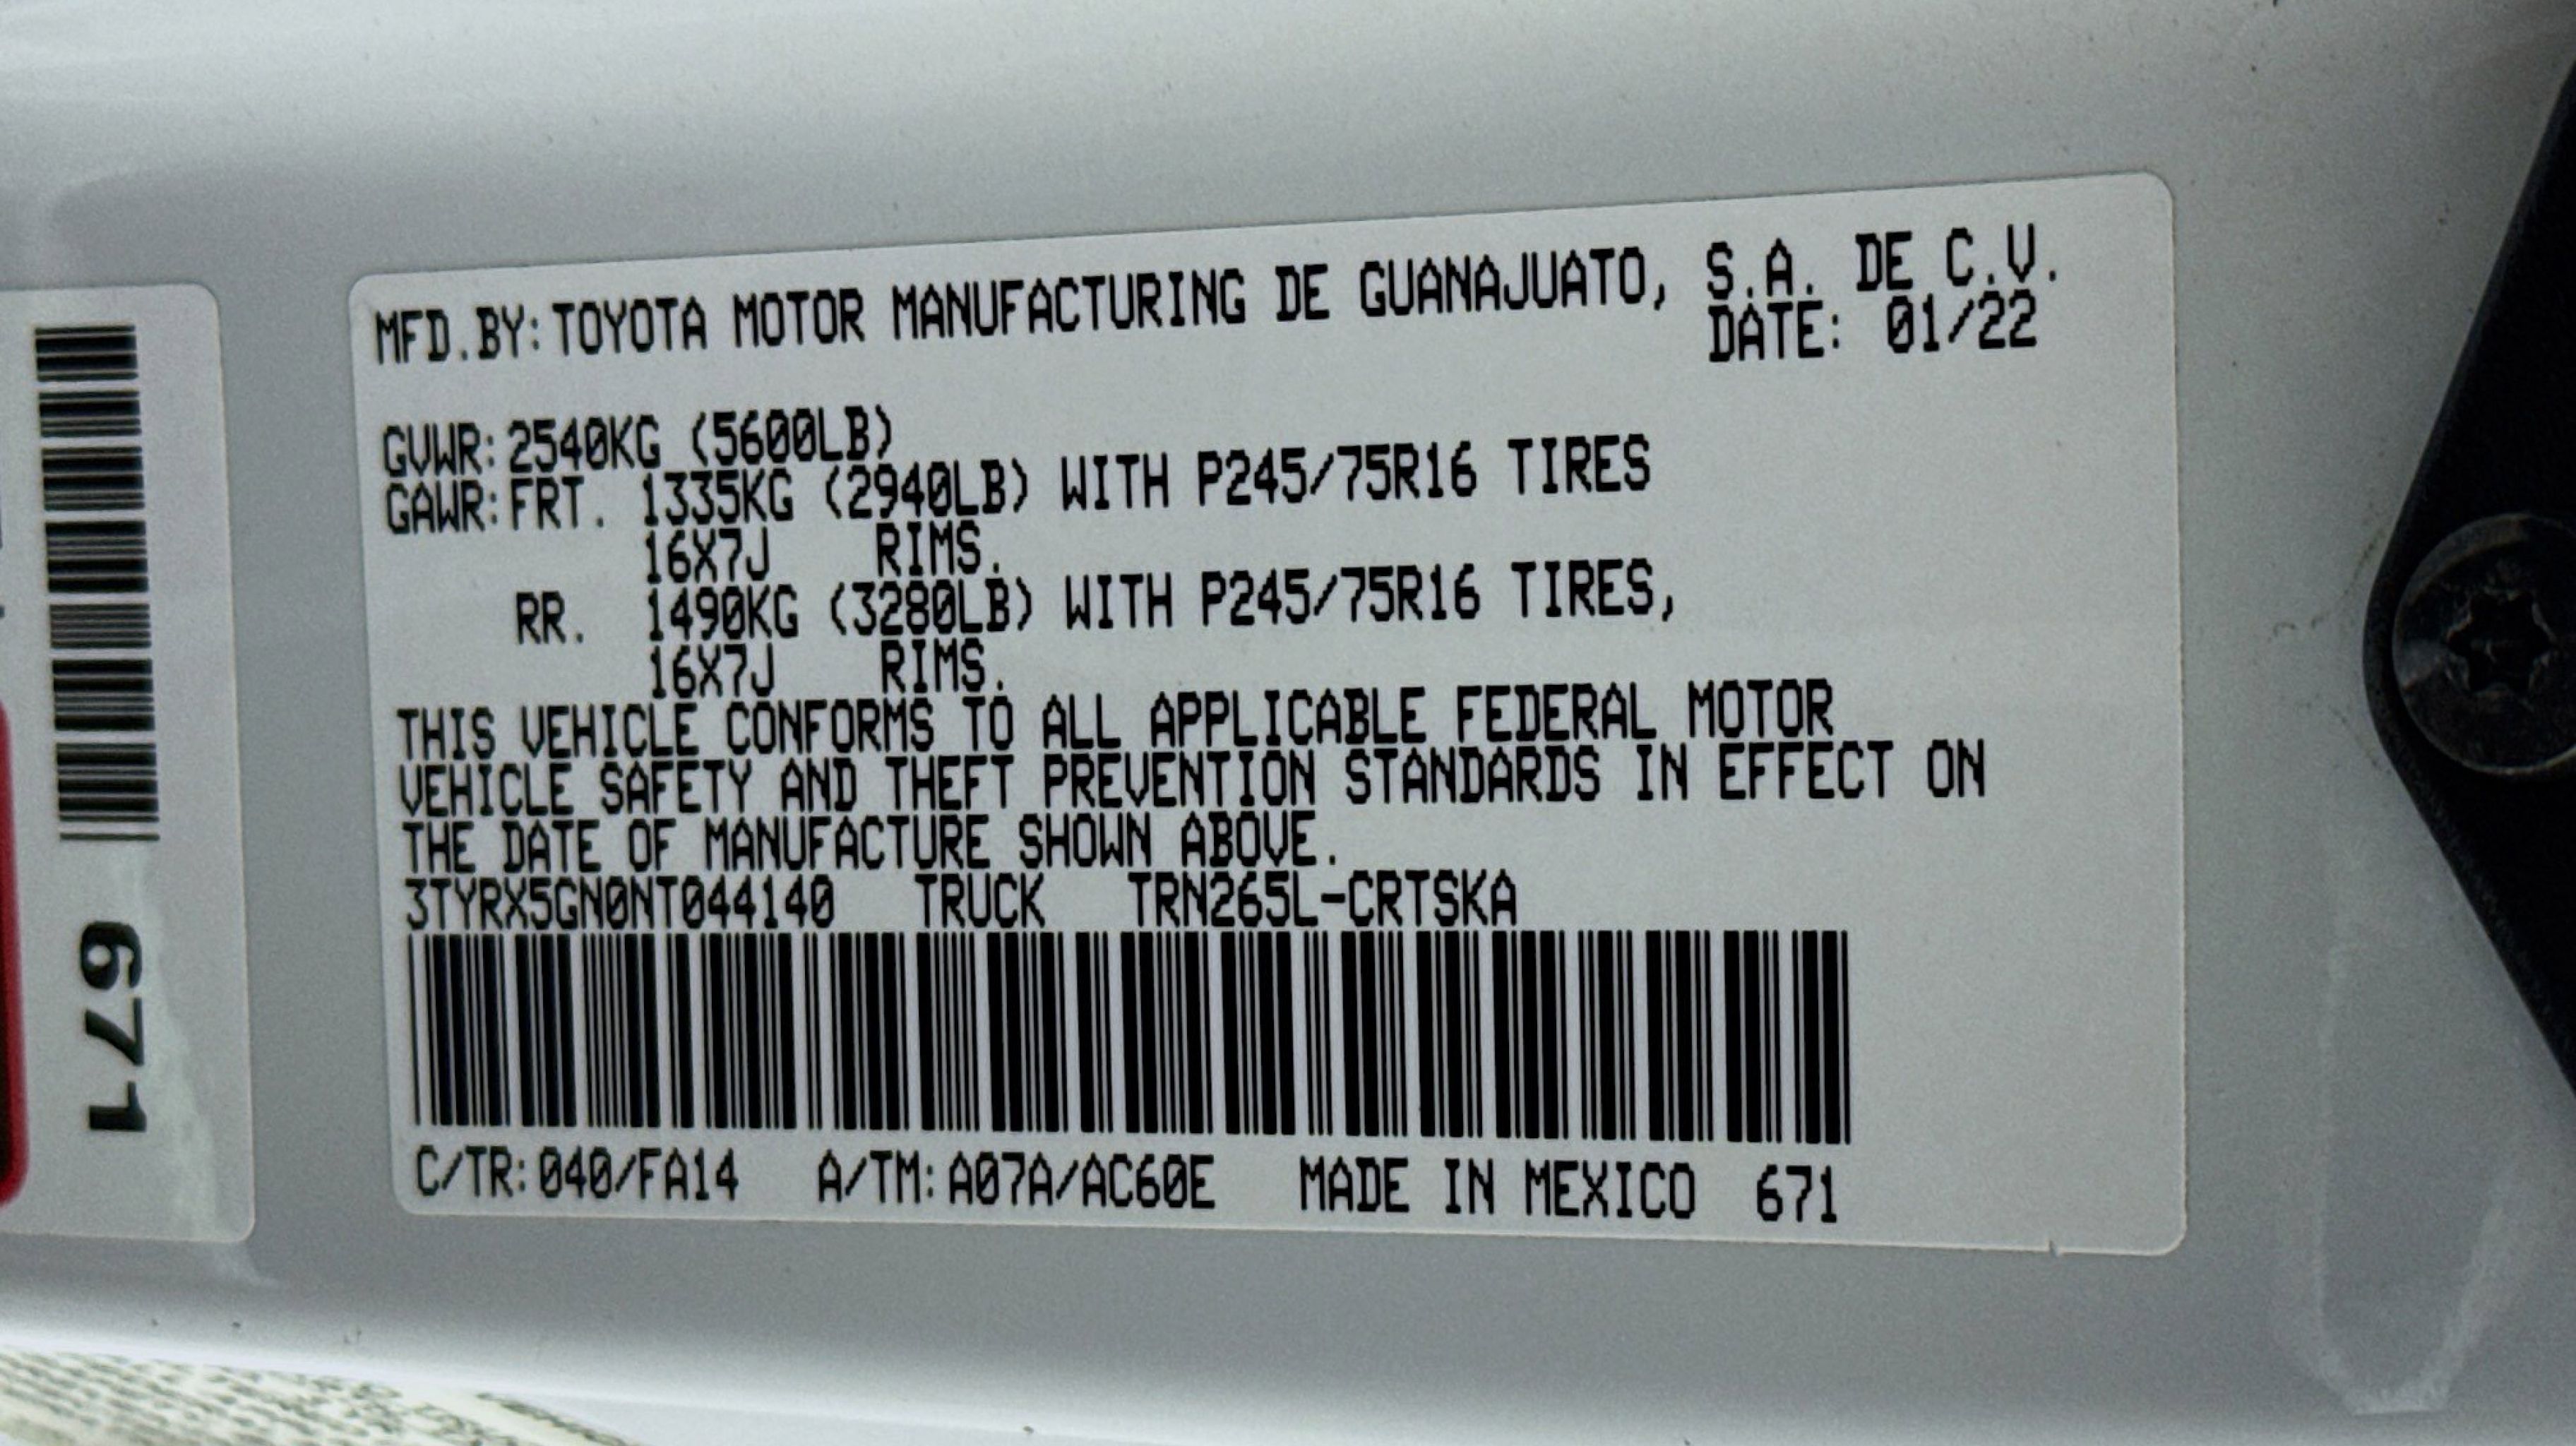 MFD.BY:TOYOTA MOTOR MANUFACTURING DE GUANAJUATO, S.A. DE C.V.
DATE: 01/22
GVWR:2540KG (5600LB)
GAWR:FRT. 1335KG (2940LB) WITH P245/75R16 TIRES
16X7J RIMS.
RR. 1490KG (3280LB) WITH P245/75R16 TIRES,
16X7J RIMS.
THIS VEHICLE CONFORMS TO ALL APPLICABLE FEDERAL MOTOR
VEHICLE SAFETY AND THEFT PREVENTION STANDARDS IN EFFECT ON
THE DATE OF MANUFACTURE SHOWN ABOVE.
3TYRX5GN0NT044140 TRUCK TRN265L-CRTSKA
C/TR:040/FA14 A/TM:A07A/AC60E MADE IN MEXICO 671
671